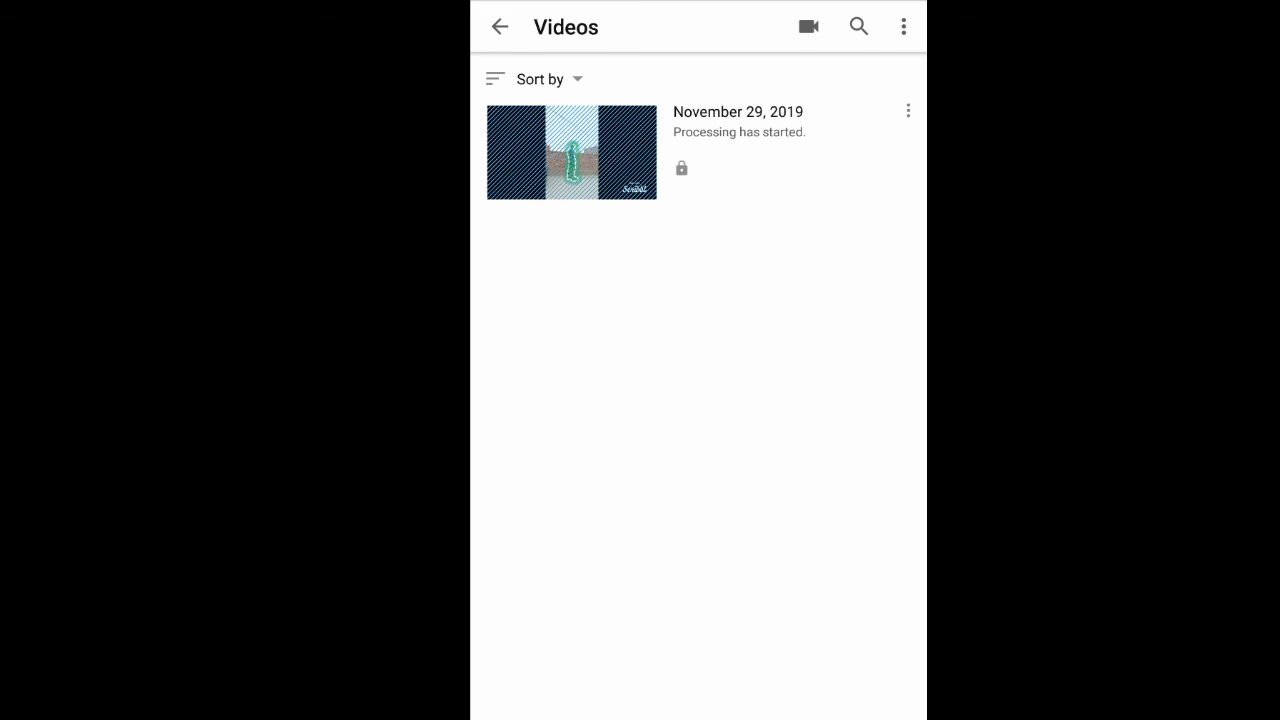 Videos
Sort by
November 29, 2019
Processing has started.